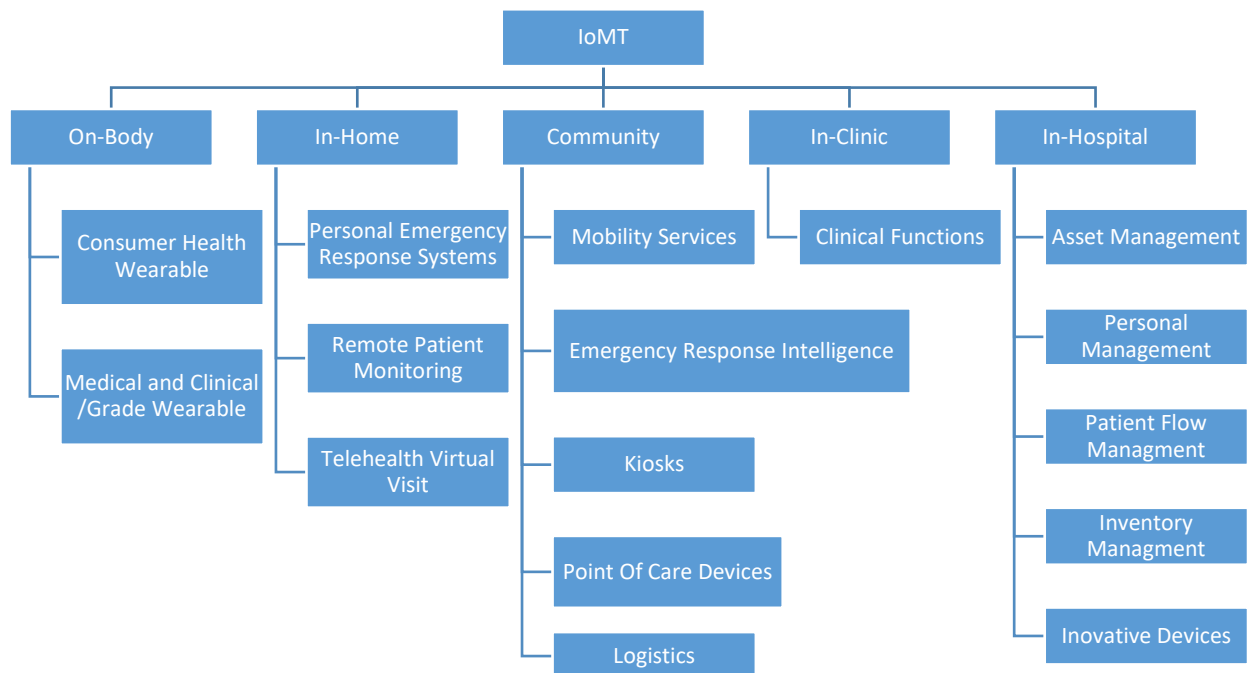 IoMT
On-Body
In-Home
Community
In-Clinic
In-Hospital
Consumer Health
Wearable
Medical and Clinical
/Grade Wearable
Personal Emergency
Response Systems
Remote Patient
Monitoring
Telehealth Virtual
Visit
Mobility Services
Emergency Response Intelligence
Kiosks
Point Of Care Devices
Logistics
Clinical Functions
Asset Management
Personal
Management
Patient Flow
Managment
Inventory
Managment
Inovative Devices